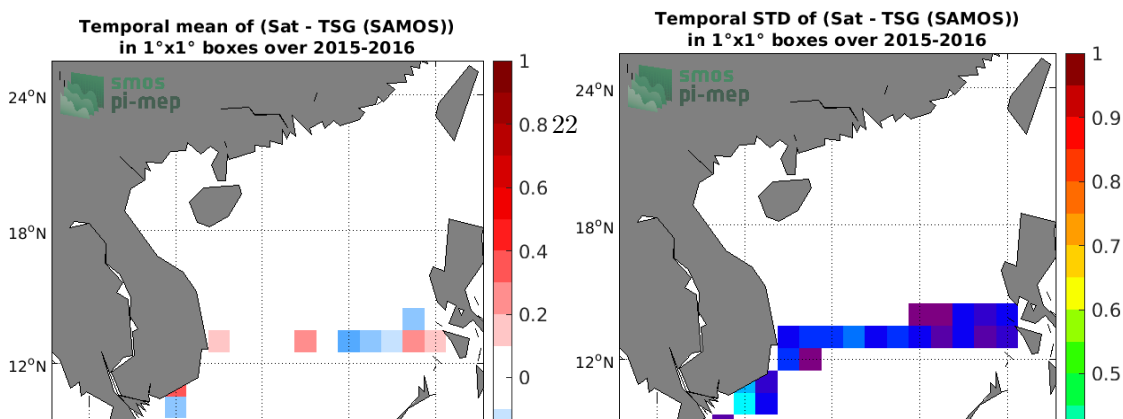 Temporal mean of (Sat - TSG (SAMOS))
in 1°x1° boxes over 2015-2016
smos
pi-mep
24°N
18°N
12°N
1
0.8
0.6
0.4
0.2
0
22
Temporal STD of (Sat - TSG (SAMOS))
in 1°x1° boxes over 2015-2016
smos
pi-mep
24°N
18°N
12°N
1
0.9
0.8
0.7
0.6
0.5